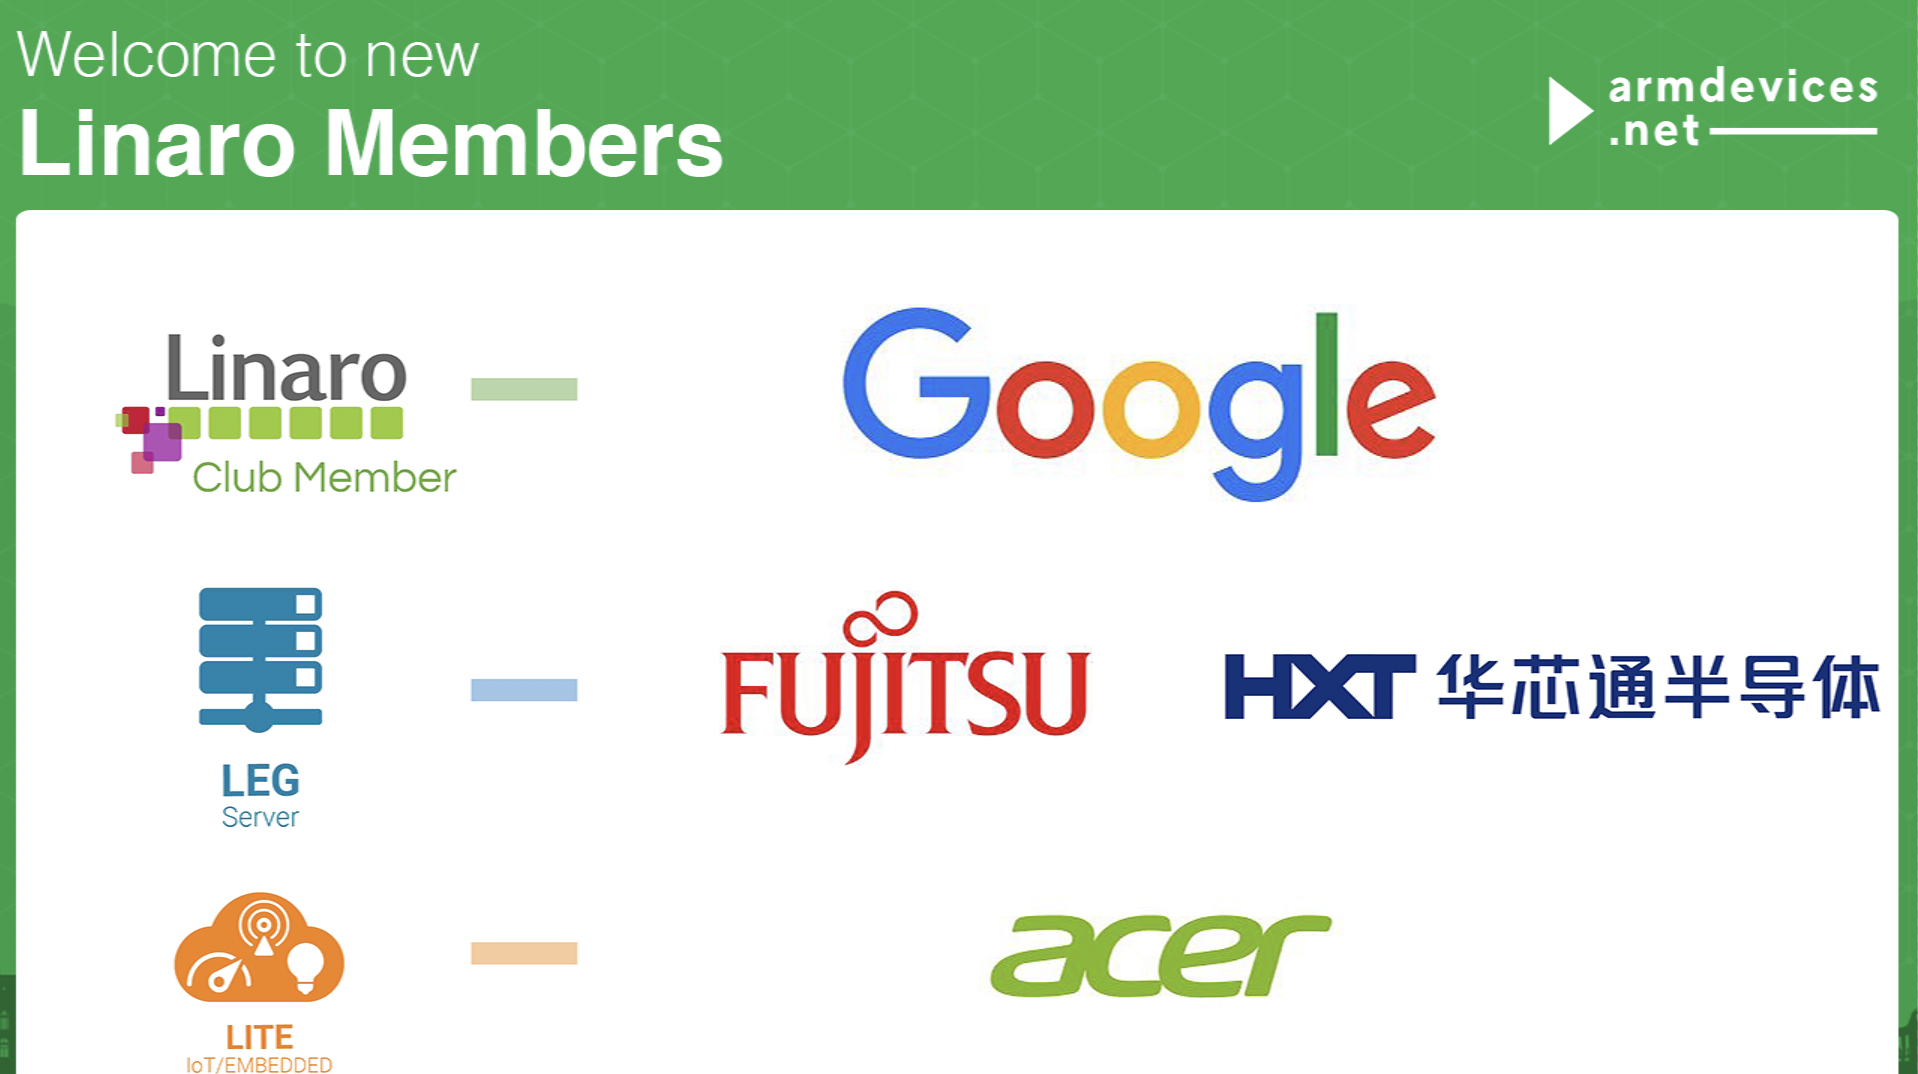 Welcome to new
Linaro Members
armdevices
.net
Linaro
Club Member
Google
LEG
Server
FUJITSU
HXT 华芯通半导体
LITE
IoT/EMBEDDED
acer